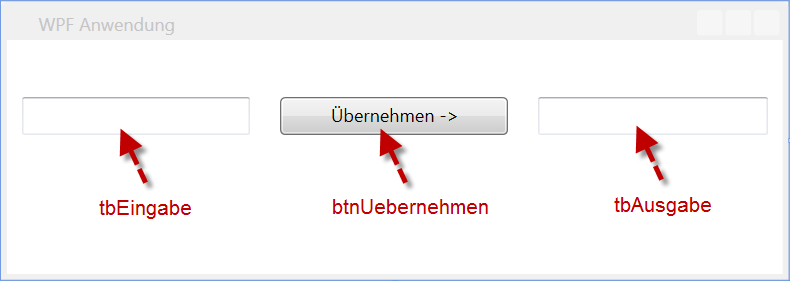 WPF Anwendung
Übernehmen ->
tbEingabe
btnUebernehmen
tbAusgabe